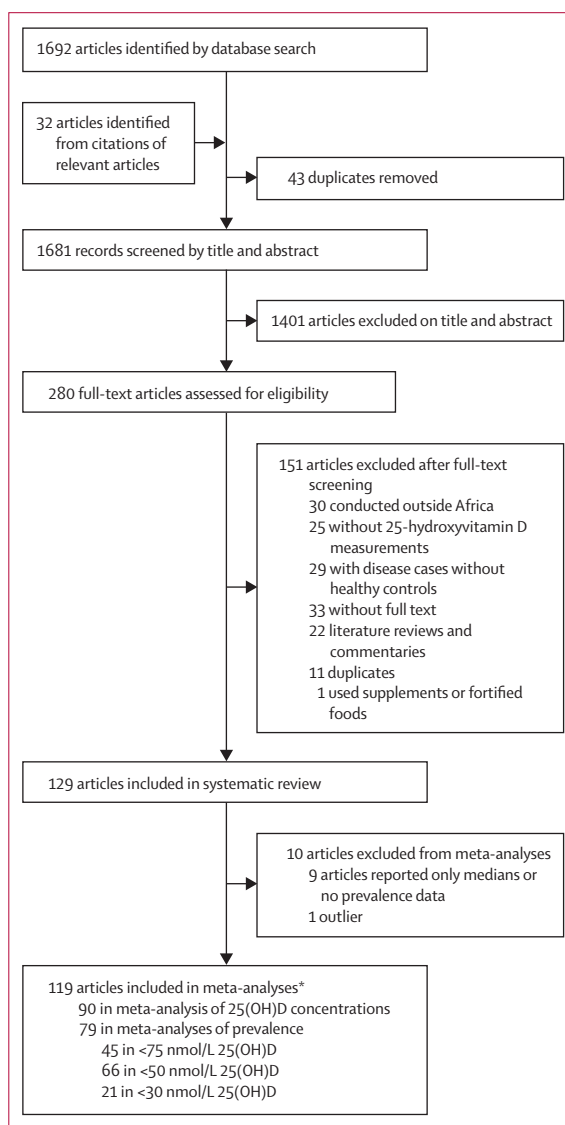 1692 articles identified by database search
32 articles identified
from citations of
relevant articles
43 duplicates removed
1681 records screened by title and abstract
1401 articles excluded on title and abstract
280 full-text articles assessed for eligibility
151 articles excluded after full-text
screening
30 conducted outside Africa
25 without 25-hydroxyvitamin D
measurements
29 with disease cases without
healthy controls
33 without full text
22 literature reviews and
commentaries
11 duplicates
1 used supplements or fortified
foods
129 articles included in systematic review
10 articles excluded from meta-analyses
9 articles reported only medians or
no prevalence data
1 outlier
119 articles included in meta-analyses*
90 in meta-analysis of 25(OH)D concentrations
79 in meta-analyses of prevalence
45 in <75 nmol/L 25(OH)D
66 in <50 nmol/L 25(OH)D
21 in <30 nmol/L 25(OH)D